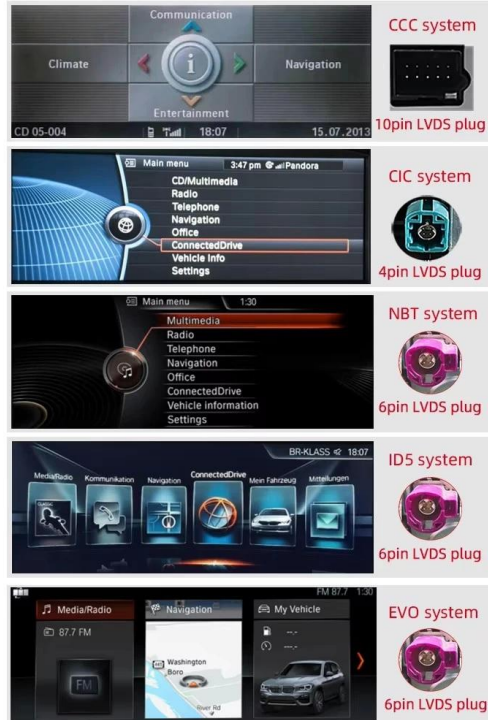 Communication
Climate
Navigation
Entertainment
CD 05-004
18:07
15.07.2013
CCC system
10pin LVDS plug
Main menu
3:47 pm
Pandora
CD/Multimedia
Radio
Telephone
Navigation
Office
ConnectedDrive
Vehicle Info
Settings
CIC system
4pin LVDS plug
Main menu
1:30
Multimedia
Radio
Telephone
Navigation
Office
ConnectedDrive
Vehicle information
Settings
NBT system
6pin LVDS plug
BR-KLASS 18:07
Media/Radio
Kommunikation
Navigation
ConnectedDrive
Mein Fahrzeug
Mitteilungen
ID5 system
6pin LVDS plug
FM 87.7 1:30
Media/Radio
Navigation
My Vehicle
87.7 FM
FM
Washington
Boro
River Rd
--.-
--.-
EVO system
6pin LVDS plug